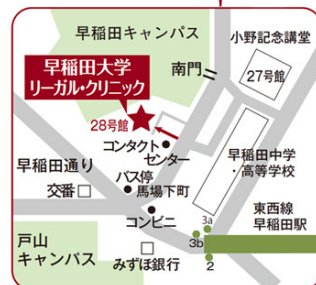 早稲田キャンパス
小野記念講堂
27号館
南門
早稲田大学
リーガル・クリニック
28号館
コンタクト
センター
早稲田中学
・高等学校
早稲田通り
バス停
馬場下町
交番
コンビニ
東西線
早稲田駅
3a
3b
2
戸山
キャンパス
みずほ銀行